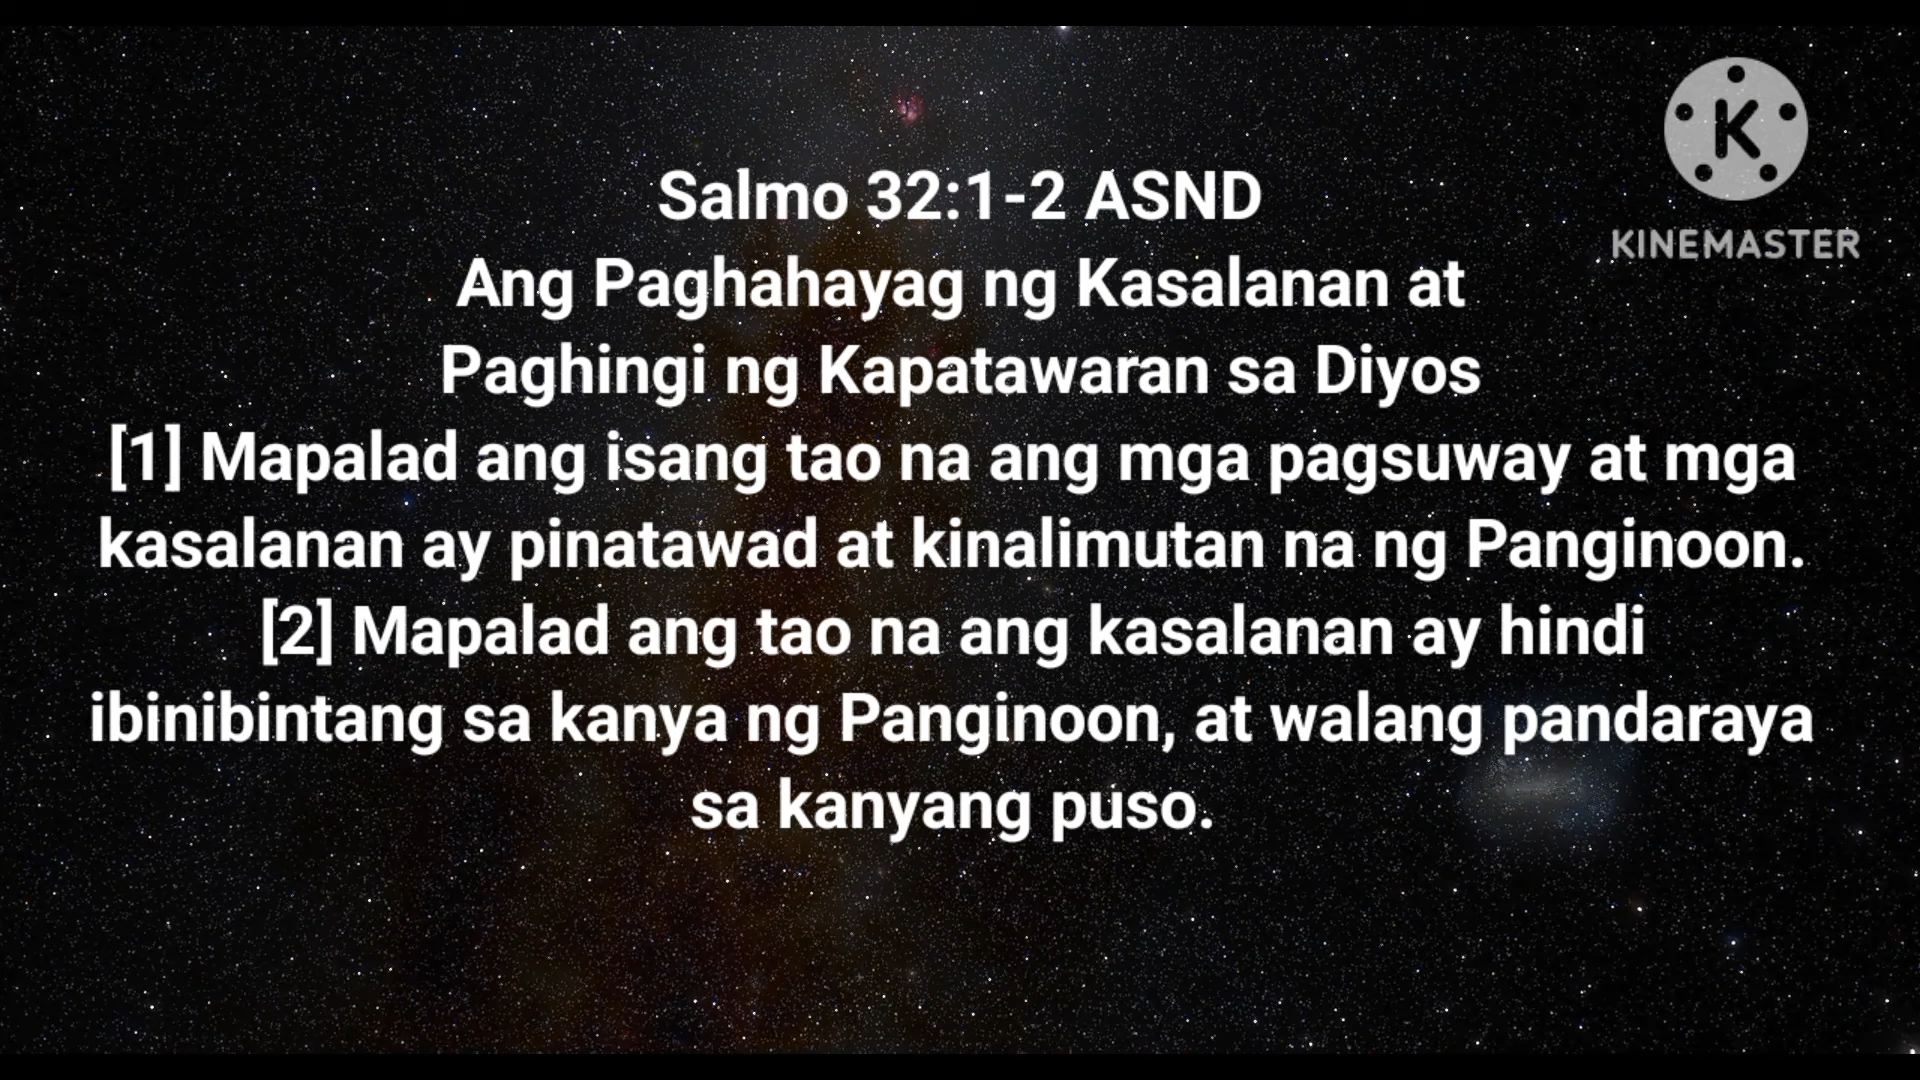 Salmo 32:1-2 ASND
Ang Paghahayag ng Kasalanan at
Paghingi ng Kapatawaran sa Diyos
[1] Mapalad ang isang tao na ang mga pagsuway at mga
kasalanan ay pinatawad at kinalimutan na ng Panginoon.
[2] Mapalad ang tao na ang kasalanan ay hindi
ibinibintang sa kanya ng Panginoon, at walang pandaraya
sa kanyang puso.
K
KINEMASTER